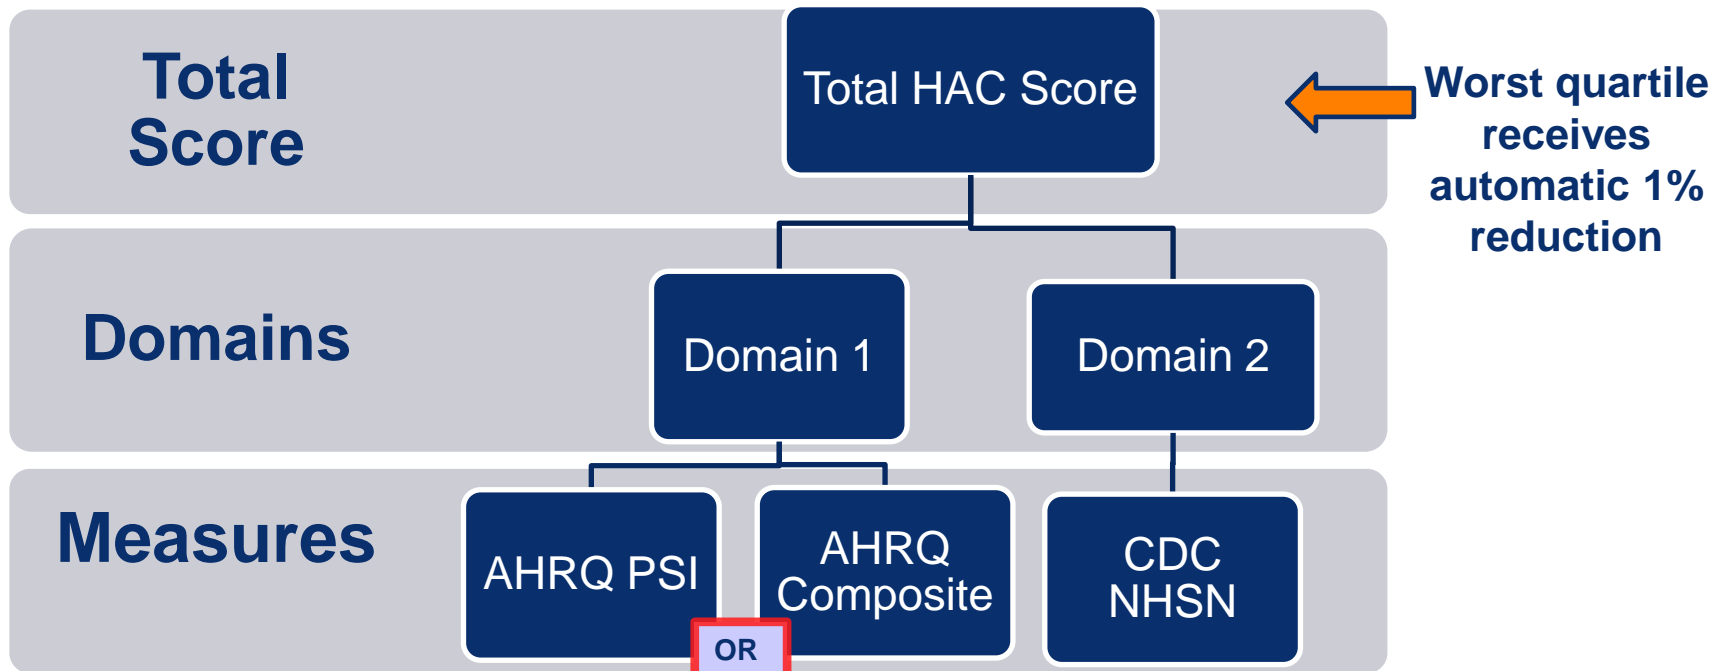 Total
Score
Total HAC Score
Worst quartile
receives
automatic 1%
reduction
Domains
Domain 1
Domain 2
Measures
AHRQ PSI
OR
AHRQ
Composite
CDC
NHSN